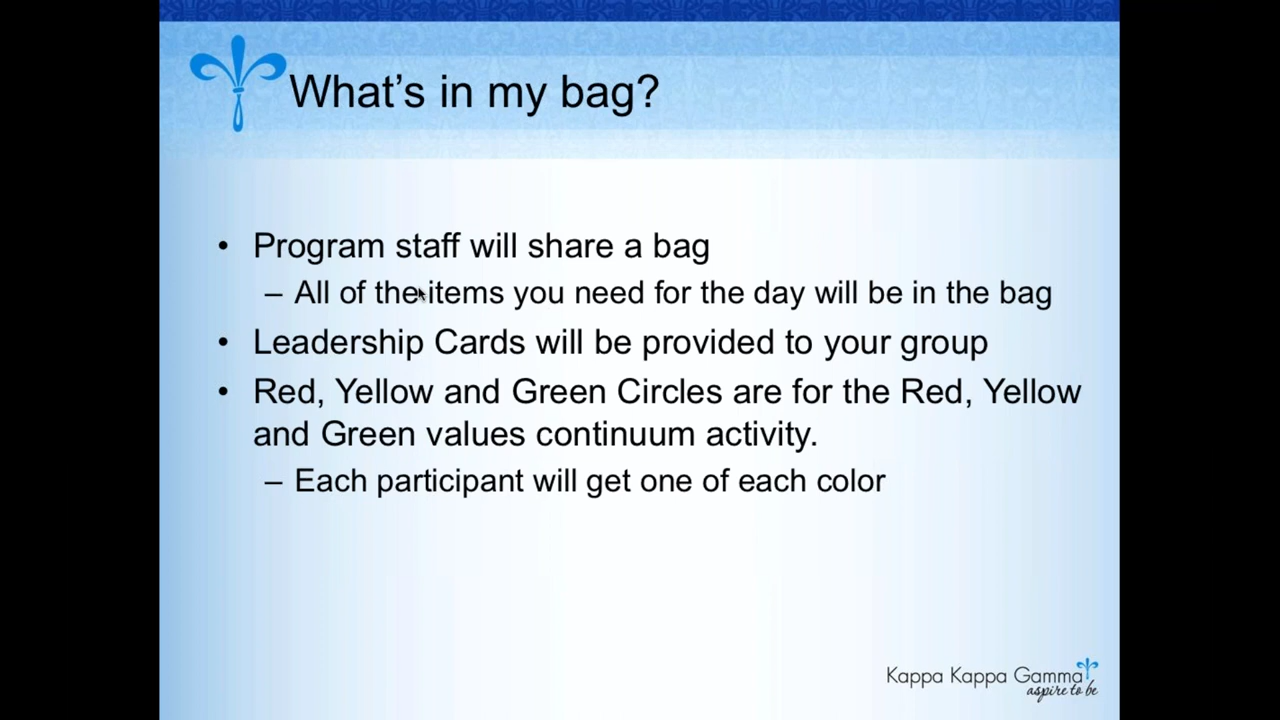 What's in my bag?
• Program staff will share a bag
– All of the items you need for the day will be in the bag
• Leadership Cards will be provided to your group
• Red, Yellow and Green Circles are for the Red, Yellow
and Green values continuum activity.
– Each participant will get one of each color
Kappa Kappa Gamma
aspire to be